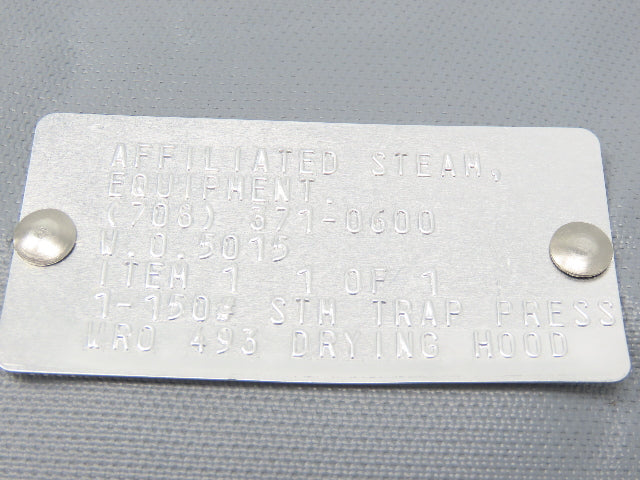 AFFILIATED STEAM,
EQUIPMENT.
(708) 371-0600
W.O.5015
ITEM 1 1 OF 1
1-150# STM TRAP PRESS
WRO 493 DRYING HOOD